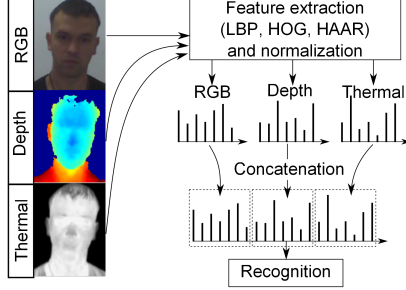 RGB
Depth
Thermal
Feature extraction
(LBP, HOG, HAAR)
and normalization
RGB
Depth
Thermal
Concatenation
Recognition